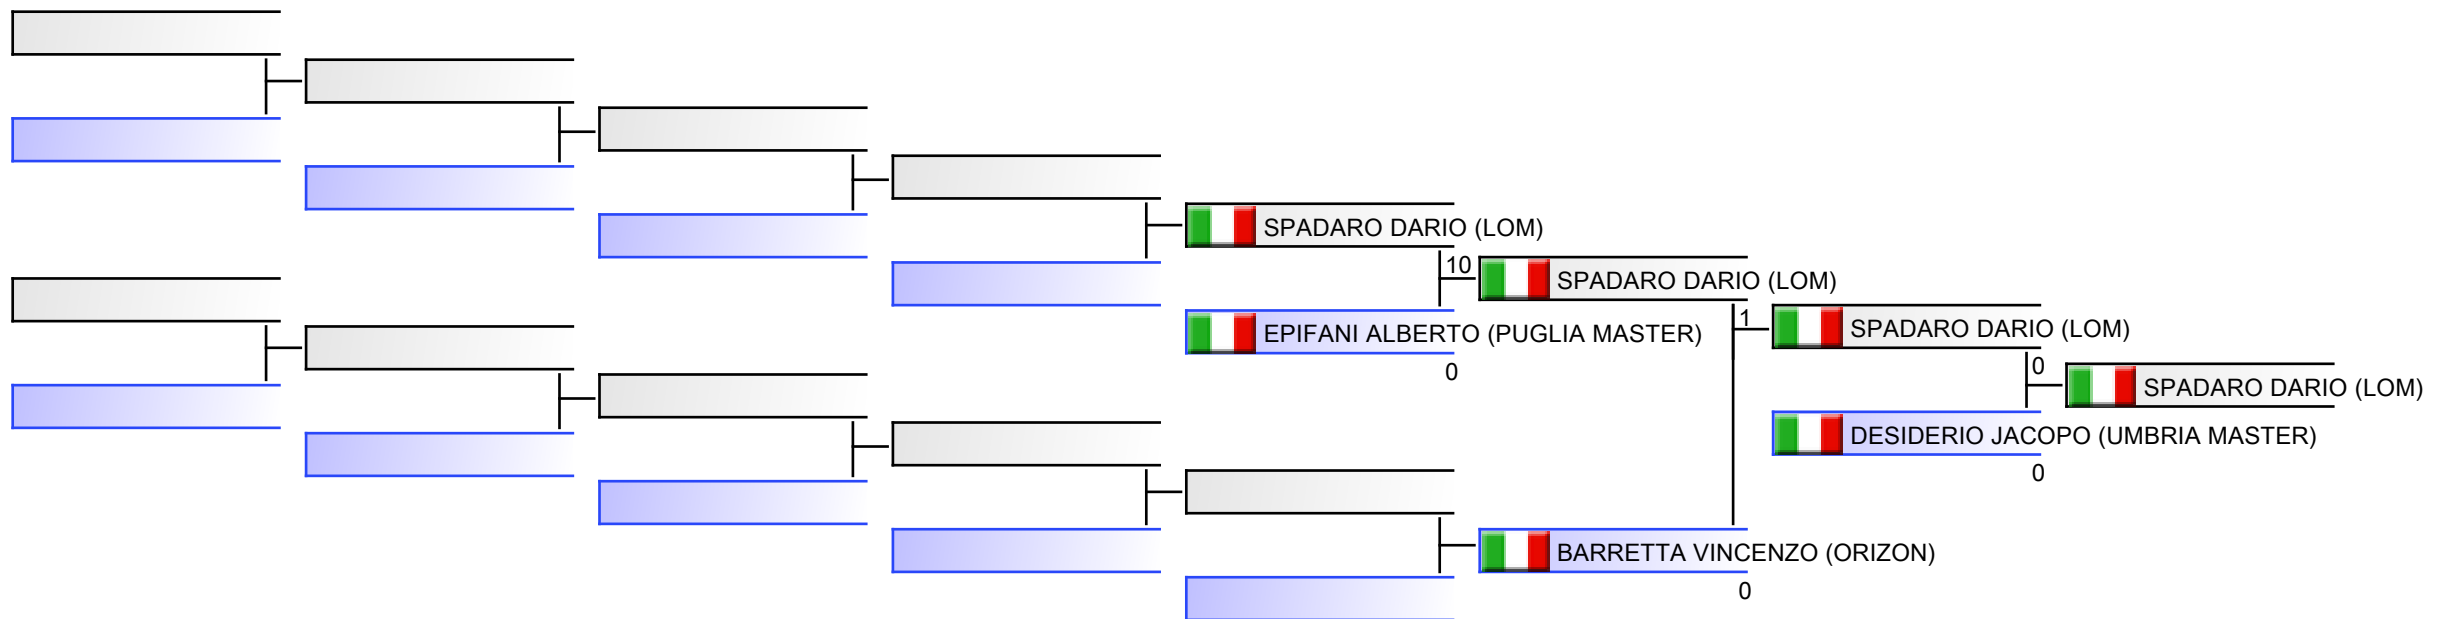 SPADARO DARIO (LOM)
10
SPADARO DARIO (LOM)
EPIFANI ALBERTO (PUGLIA MASTER)
0
1
SPADARO DARIO (LOM)
0
SPADARO DARIO (LOM)
DESIDERIO JACOPO (UMBRIA MASTER)
0
BARRETTA VINCENZO (ORIZON)
0